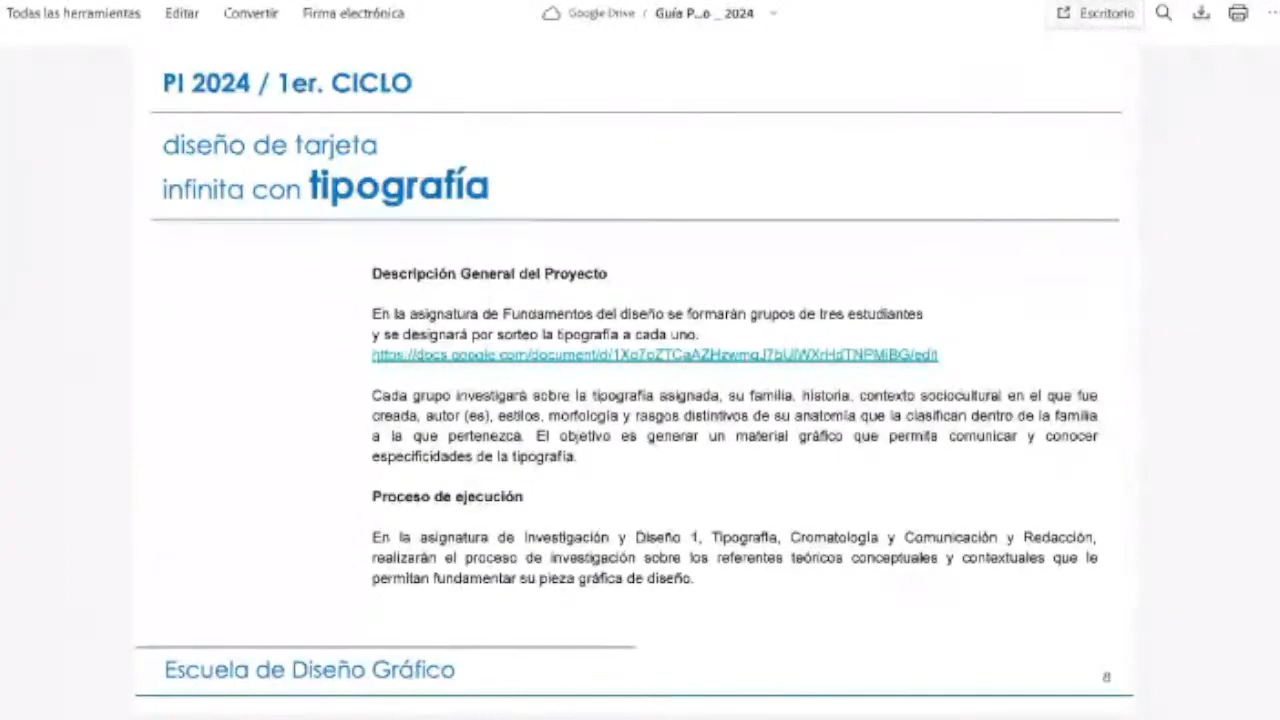 Todas las herramientas Editar Convertir Firma electrónica Google Drive / Guía P...o _ 2024 Escritorio
PI 2024 / 1er. CICLO
diseño de tarjeta
infinita con tipografía
Descripción General del Proyecto
En la asignatura de Fundamentos del diseño se formarán grupos de tres estudiantes
y se designará por sorteo la tipografía a cada uno.
Cada grupo investigará sobre la tipografía asignada, su familia, historia, contexto sociocultural en el que fue
creada, autor (es), estilos, morfología y rasgos distintivos de su anatomía que la clasifican dentro de la familia
a la que pertenezca. El objetivo es generar un material gráfico que permita comunicar y conocer
especificidades de la tipografía.
Proceso de ejecución
En la asignatura de Investigación y Diseño 1, Tipografía, Cromatología y Comunicación y Redacción,
realizarán el proceso de investigación sobre los referentes teóricos conceptuales y contextuales que le
permitan fundamentar su pieza gráfica de diseño.
Escuela de Diseño Gráfico
8